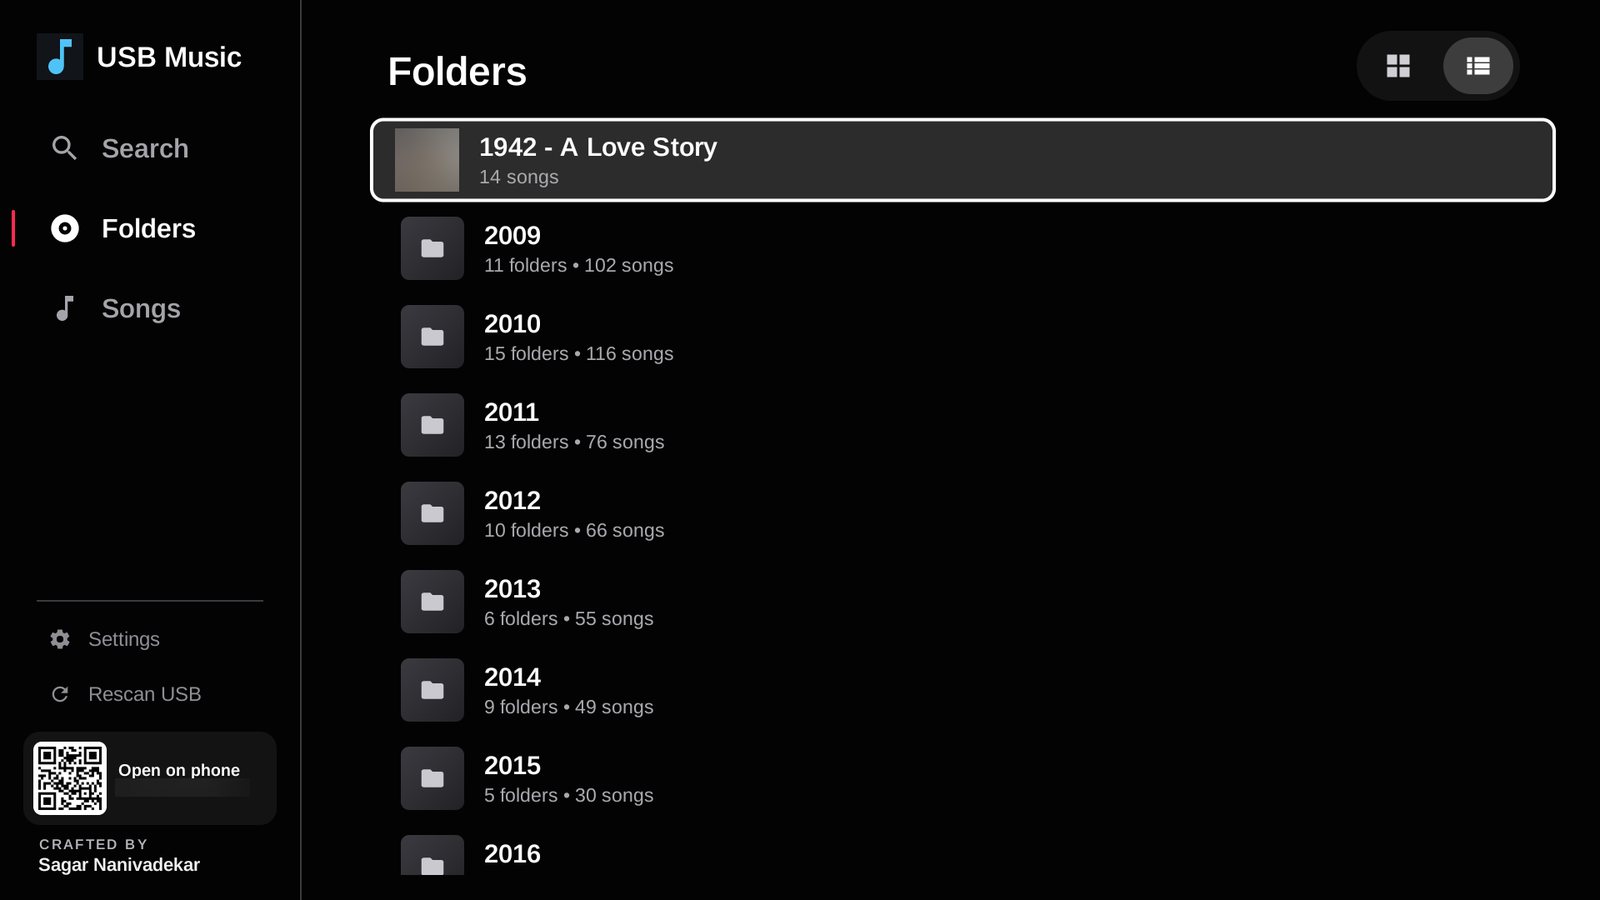 USB Music
Search
Folders
Songs
Settings
Rescan USB
Open on phone
CRAFTED BY
Sagar Nanivadekar
Folders
1942 - A Love Story
14 songs
2009
11 folders • 102 songs
2010
15 folders • 116 songs
2011
13 folders • 76 songs
2012
10 folders • 66 songs
2013
6 folders • 55 songs
2014
9 folders • 49 songs
2015
5 folders • 30 songs
2016